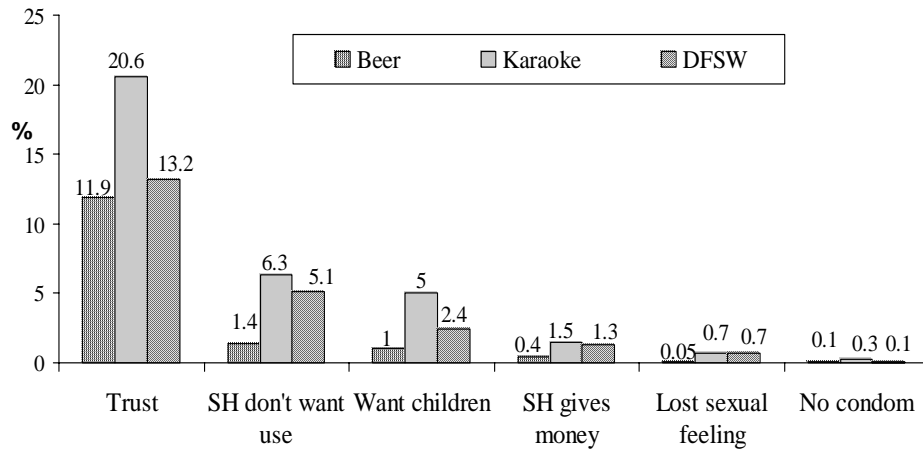 25
20
15
10
5
0
%
Beer Karaoke DFSW
11.9 20.6 13.2
1.4 6.3 5.1
1 5 2.4
0.4 1.5 1.3
0.05 0.7 0.7
0.1 0.3 0.1
Trust SH don't want Want children SH gives Lost sexual No condom
use money feeling